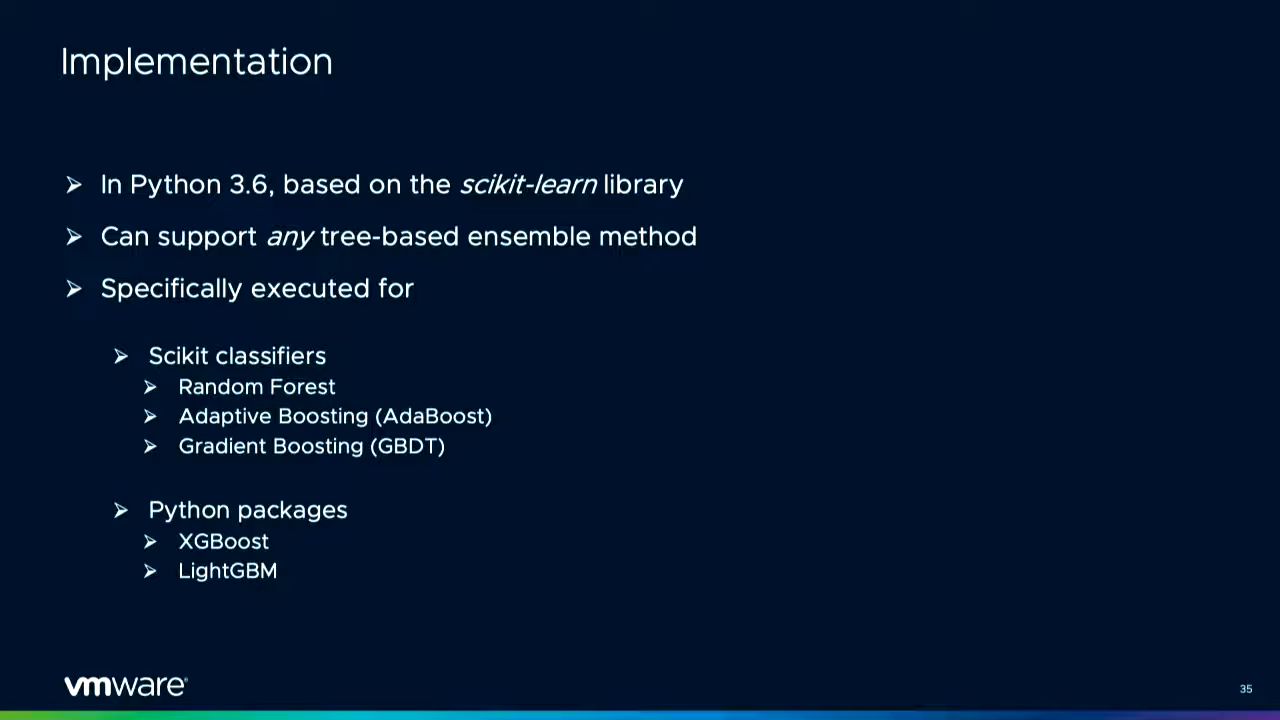 Implementation
➢ In Python 3.6, based on the scikit-learn library
➢ Can support any tree-based ensemble method
➢ Specifically executed for
➢ Scikit classifiers
➢ Random Forest
➢ Adaptive Boosting (AdaBoost)
➢ Gradient Boosting (GBDT)
➢ Python packages
➢ XGBoost
➢ LightGBM
vmware®
35